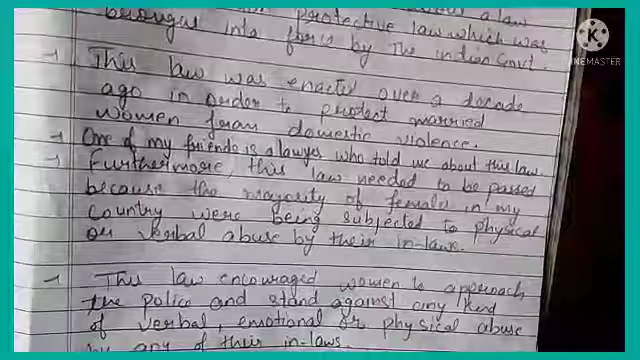 a law
protective law which was
brought into force by the Indian Govt.
This law was enacted over a decade
ago in order to protect married
women from domestic violence.
One of my friends is a lawyer who told me about this law.
Furthermore, this law needed to be passed
because the majority of females in my
country were being subjected to physical
or verbal abuse by their in-laws.
This law encouraged women to approach
the police and stand against any kind
of verbal, emotional or physical abuse
by any of their in-laws.
K
KINEMASTER